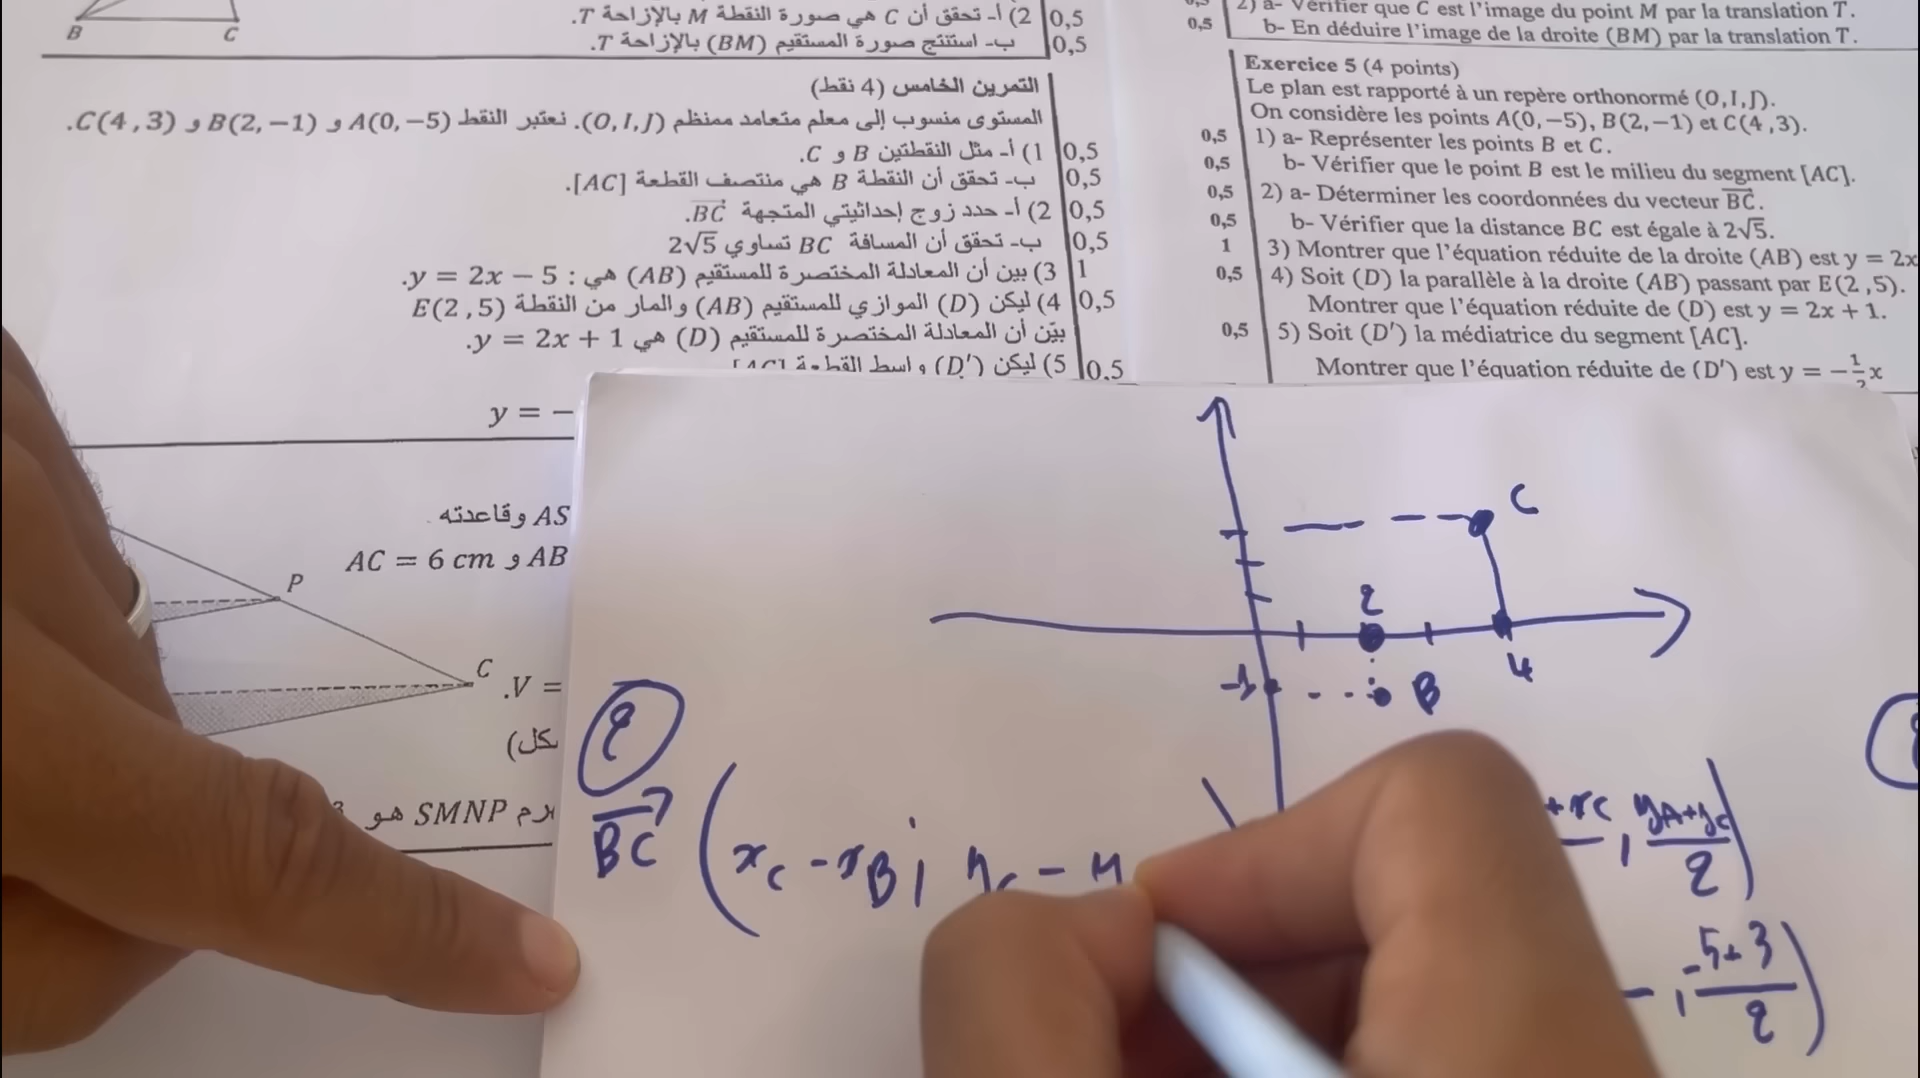 B C
0,5 2) أ- تحقق أن C هي صورة النقطة M بالإزاحة T.
0,5 ب- استنتج صورة المستقيم (BM) بالإزاحة T.
التمرين الخامس (4 نقط)
المستوى منسوب إلى معلم متعامد ممنظم (O,I,J). نعتبر النقط A(0,−5) و B(2,−1) و C(4,3).
0,5 1) أ- مثل النقطتين B و C.
0,5 ب- تحقق أن النقطة B هي منتصف القطعة [AC].
0,5 2) أ- حدد زوج إحداثيتي المتجهة BC.
0,5 ب- تحقق أن المسافة BC تساوي 2√5
1 3) بين أن المعادلة المختصرة للمستقيم (AB) هي : y = 2x − 5.
0,5 4) ليكن (D) الموازي للمستقيم (AB) والمار من النقطة E(2,5)
بيّن أن المعادلة المختصرة للمستقيم (D) هي y = 2x + 1.
0,5 5) ليكن (D′) واسط القطعة [AC]
y = −
AS وقاعدته
AB و AC = 6 cm
P
C
.V =
SMNP هو
2) a- Vérifier que C est l'image du point M par la translation T.
0,5 b- En déduire l'image de la droite (BM) par la translation T.
Exercice 5 (4 points)
Le plan est rapporté à un repère orthonormé (O,I,J).
On considère les points A(0,−5), B(2,−1) et C(4,3).
0,5 1) a- Représenter les points B et C.
0,5 b- Vérifier que le point B est le milieu du segment [AC].
0,5 2) a- Déterminer les coordonnées du vecteur BC.
0,5 b- Vérifier que la distance BC est égale à 2√5.
1 3) Montrer que l'équation réduite de la droite (AB) est y = 2x
0,5 4) Soit (D) la parallèle à la droite (AB) passant par E(2,5).
Montrer que l'équation réduite de (D) est y = 2x + 1.
0,5 5) Soit (D′) la médiatrice du segment [AC].
Montrer que l'équation réduite de (D′) est y = −1/2 x
C
2
4
-1 B
2
BC (xC - xB ; yC - y
+xC , yA+yC / 2)
, -5+3 / 2)